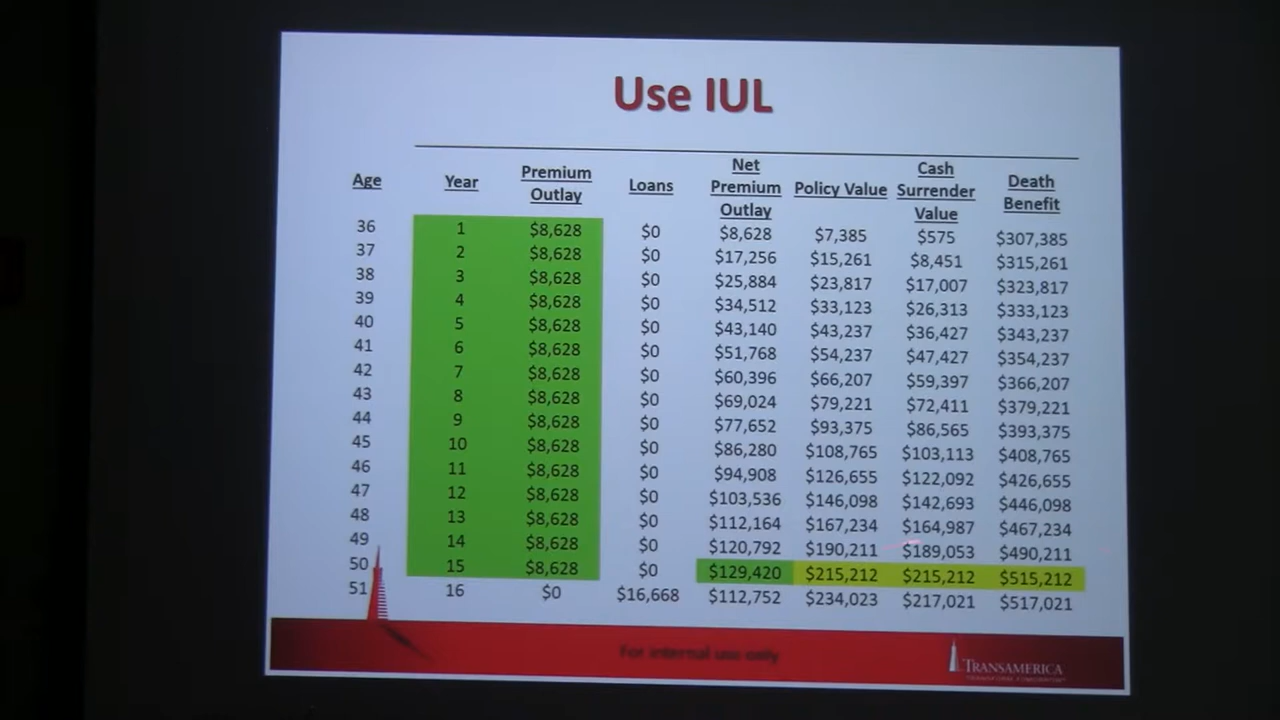 Use IUL
Age Year Premium Outlay Loans Net Premium Outlay Policy Value Cash Surrender Value Death Benefit
36 1 $8,628 $0 $8,628 $7,385 $575 $307,385
37 2 $8,628 $0 $17,256 $15,261 $8,451 $315,261
38 3 $8,628 $0 $25,884 $23,817 $17,007 $323,817
39 4 $8,628 $0 $34,512 $33,123 $26,313 $333,123
40 5 $8,628 $0 $43,140 $43,237 $36,427 $343,237
41 6 $8,628 $0 $51,768 $54,237 $47,427 $354,237
42 7 $8,628 $0 $60,396 $66,207 $59,397 $366,207
43 8 $8,628 $0 $69,024 $79,221 $72,411 $379,221
44 9 $8,628 $0 $77,652 $93,375 $86,565 $393,375
45 10 $8,628 $0 $86,280 $108,765 $103,113 $408,765
46 11 $8,628 $0 $94,908 $126,655 $122,092 $426,655
47 12 $8,628 $0 $103,536 $146,098 $142,693 $446,098
48 13 $8,628 $0 $112,164 $167,234 $164,987 $467,234
49 14 $8,628 $0 $120,792 $190,211 $189,053 $490,211
50 15 $8,628 $0 $129,420 $215,212 $215,212 $515,212
51 16 $0 $16,668 $112,752 $234,023 $217,021 $517,021
For internal use only
TRANSAMERICA